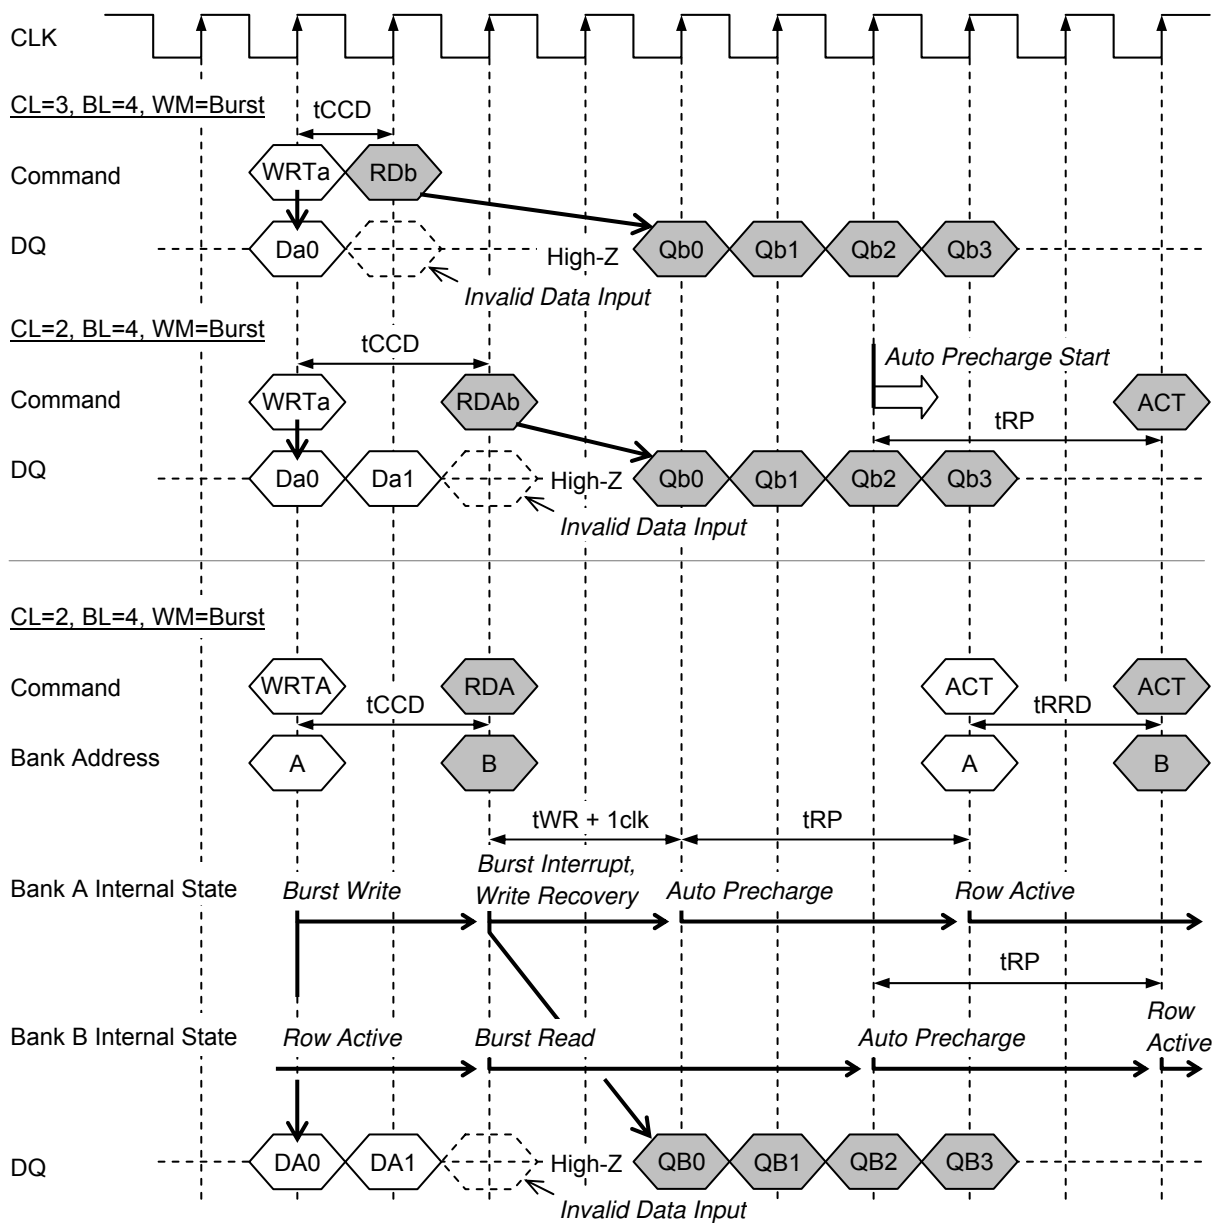 CLK
CL=3, BL=4, WM=Burst
tCCD
Command WRTa RDb
DQ Da0 High-Z Qb0 Qb1 Qb2 Qb3
Invalid Data Input
CL=2, BL=4, WM=Burst
tCCD Auto Precharge Start
Command WRTa RDAb ACT
tRP
DQ Da0 Da1 High-Z Qb0 Qb1 Qb2 Qb3
Invalid Data Input
CL=2, BL=4, WM=Burst
Command WRTA RDA ACT ACT
tCCD tRRD
Bank Address A B A B
tWR + 1clk tRP
Burst Interrupt,
Bank A Internal State Burst Write Write Recovery Auto Precharge Row Active
tRP
Row
Bank B Internal State Row Active Burst Read Auto Precharge Active
DQ DA0 DA1 High-Z QB0 QB1 QB2 QB3
Invalid Data Input